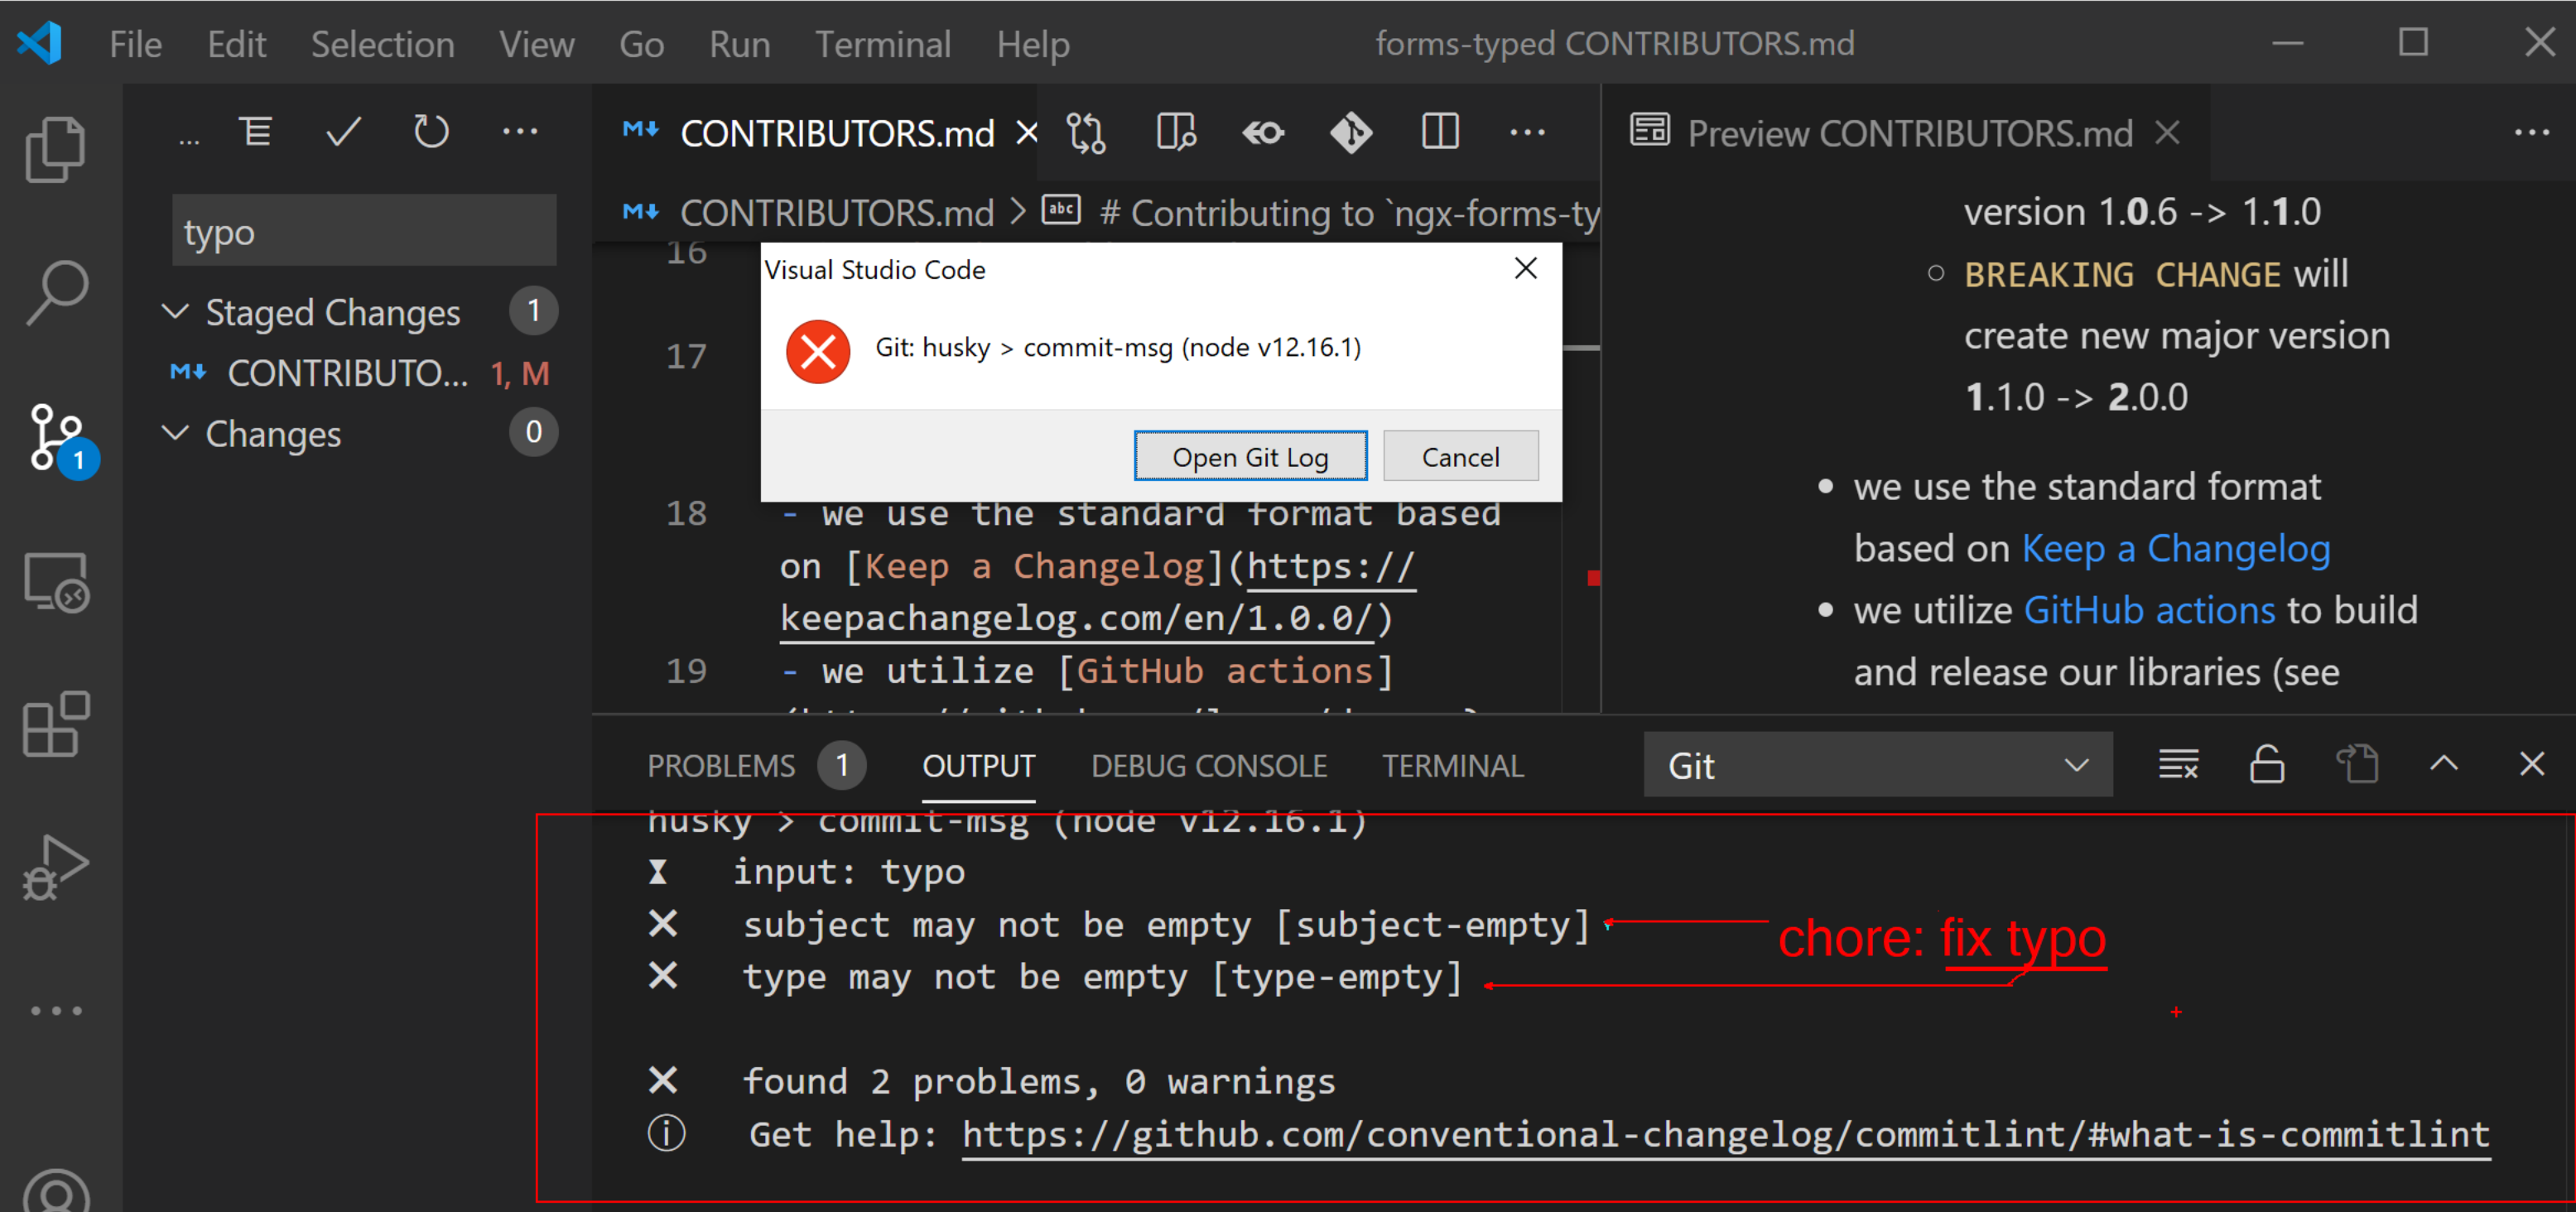 File Edit Selection View Go Run Terminal Help forms-typed CONTRIBUTORS.md
...
typo
Staged Changes 1
CONTRIBUTO... 1, M
Changes 0
1
CONTRIBUTORS.md
CONTRIBUTORS.md > abc # Contributing to `ngx-forms-ty
16
17
Visual Studio Code
Git: husky > commit-msg (node v12.16.1)
Open Git Log Cancel
18 - we use the standard format based
on [Keep a Changelog](https://
keepachangelog.com/en/1.0.0/)
19 - we utilize [GitHub actions]
Preview CONTRIBUTORS.md
version 1.0.6 -> 1.1.0
BREAKING CHANGE will
create new major version
1.1.0 -> 2.0.0
• we use the standard format
based on Keep a Changelog
• we utilize GitHub actions to build
and release our libraries (see
PROBLEMS 1 OUTPUT DEBUG CONSOLE TERMINAL Git
husky > commit-msg (node v12.16.1)
input: typo
subject may not be empty [subject-empty]
chore: fix typo
type may not be empty [type-empty]
found 2 problems, 0 warnings
Get help: https://github.com/conventional-changelog/commitlint/#what-is-commitlint